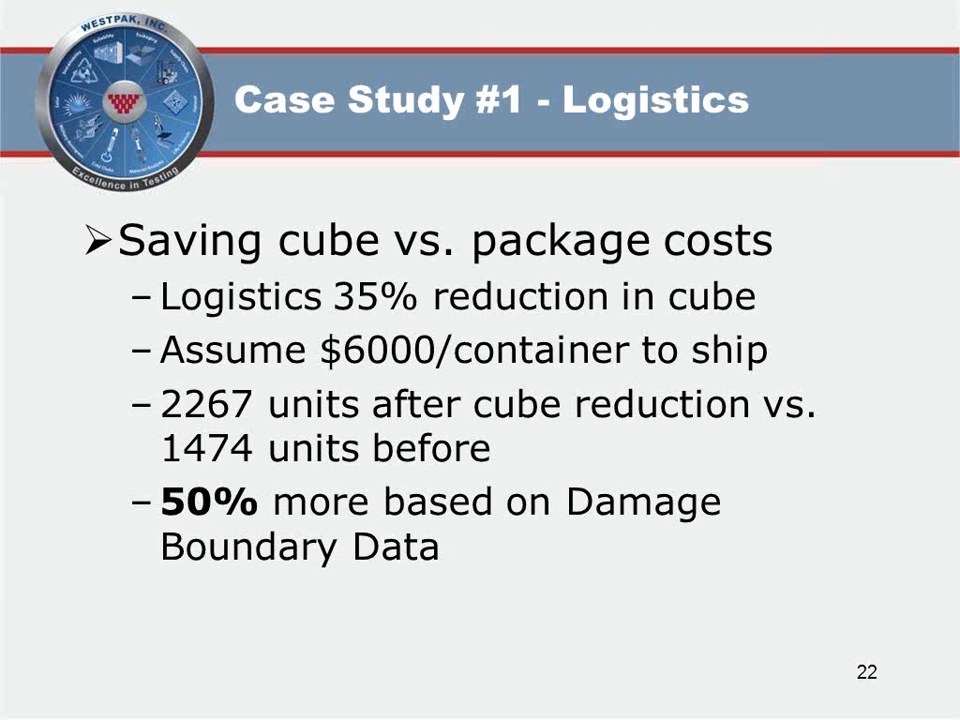 WESTPAK, INC.
Reliability
Packaging
Excellence in Testing
Case Study #1 - Logistics
➢Saving cube vs. package costs
–Logistics 35% reduction in cube
–Assume $6000/container to ship
–2267 units after cube reduction vs.
1474 units before
–50% more based on Damage
Boundary Data
22